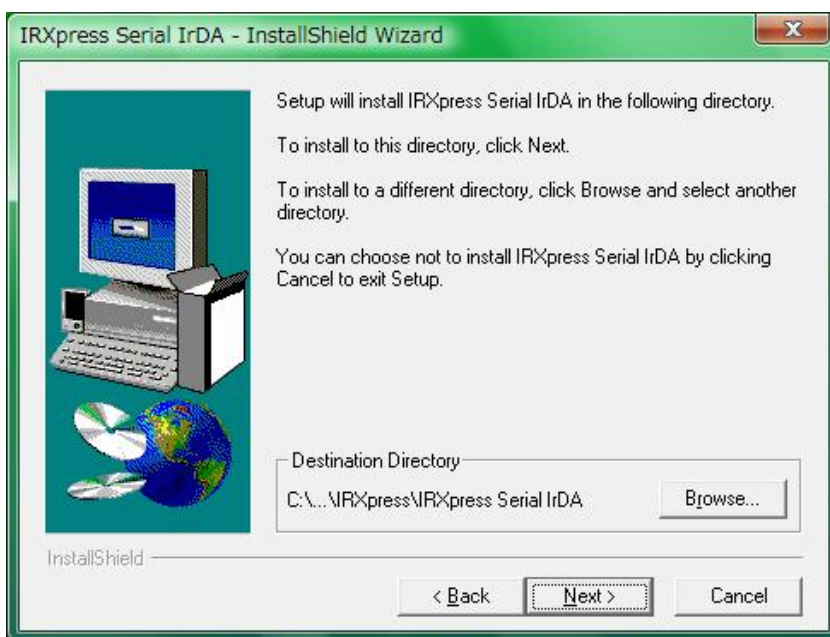 IRXpress Serial IrDA - InstallShield Wizard
X
Setup will install IRXpress Serial IrDA in the following directory.
To install to this directory, click Next.
To install to a different directory, click Browse and select another
directory.
You can choose not to install IRXpress Serial IrDA by clicking
Cancel to exit Setup.
Destination Directory
C:\...\IRXpress\IRXpress Serial IrDA
Browse...
InstallShield
< Back
Next >
Cancel